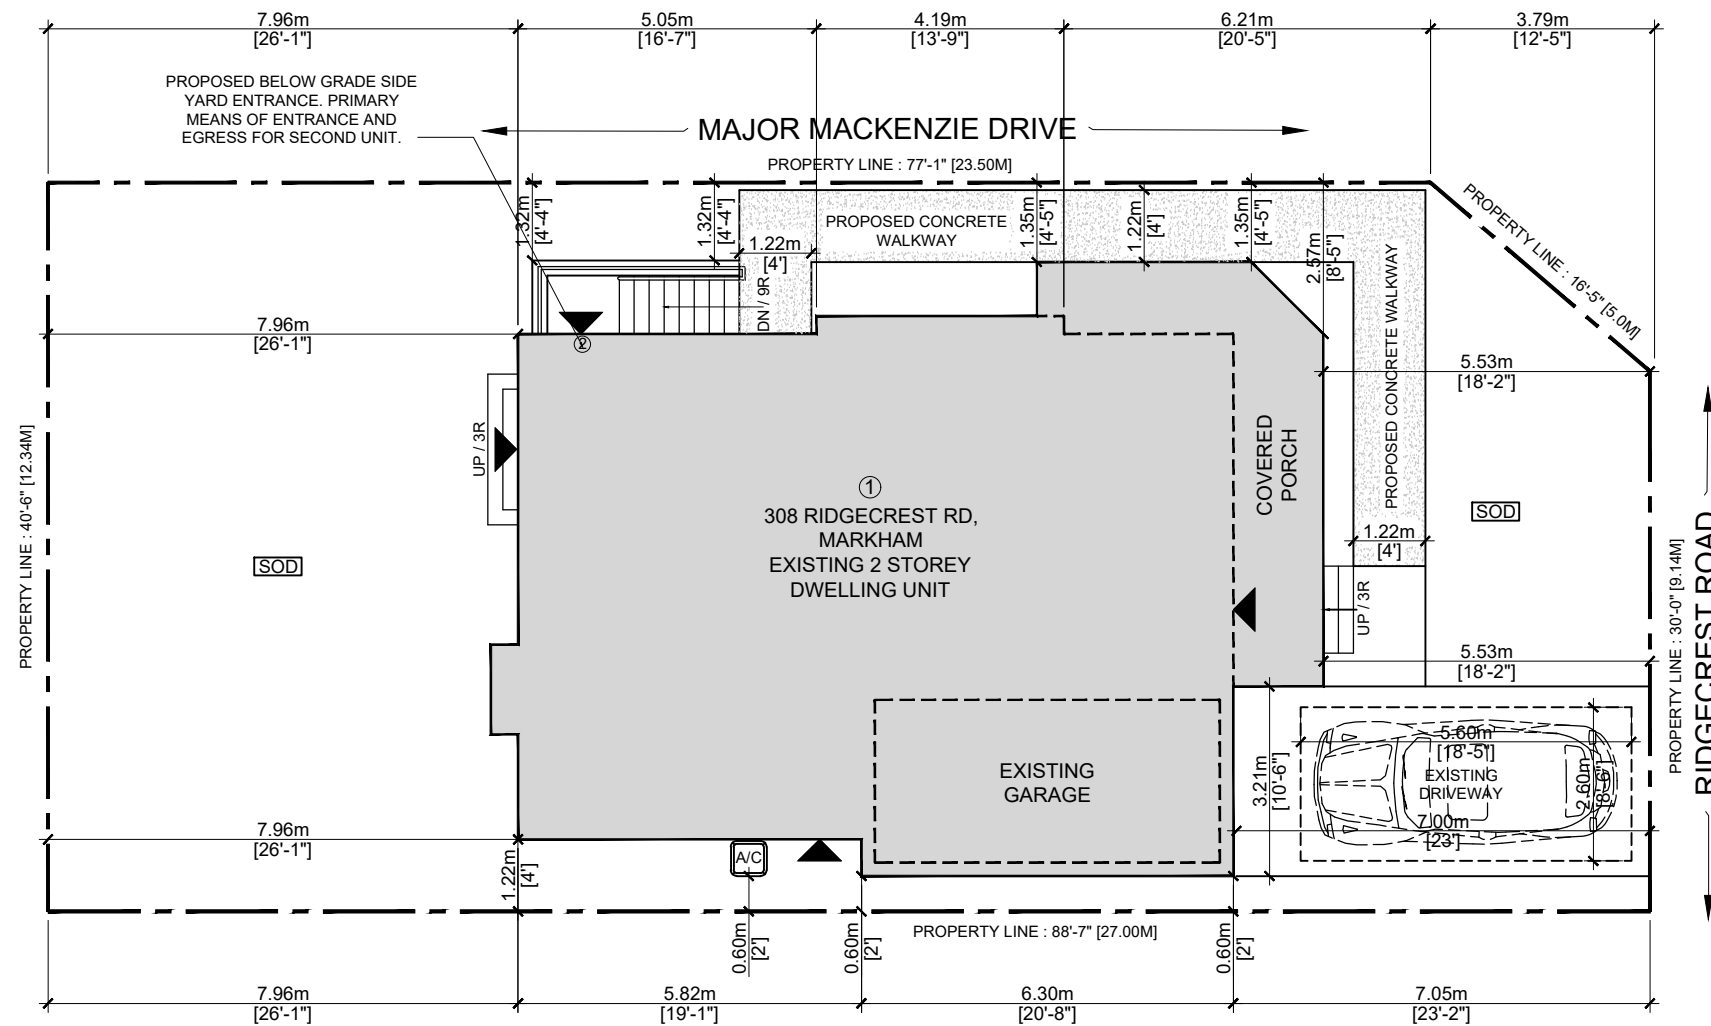 7.96m
[26'-1"]
5.05m
[16'-7"]
4.19m
[13'-9"]
6.21m
[20'-5"]
3.79m
[12'-5"]
PROPOSED BELOW GRADE SIDE
YARD ENTRANCE. PRIMARY
MEANS OF ENTRANCE AND
EGRESS FOR SECOND UNIT.
MAJOR MACKENZIE DRIVE
PROPERTY LINE : 77'-1" [23.50M]
PROPERTY LINE : 16'-5" [5.0M]
1.32m
[4'-4"]
1.32m
[4'-4"]
PROPOSED CONCRETE
WALKWAY
1.22m
[4']
1.35m
[4'-5"]
1.22m
[4']
1.35m
[4'-5"]
2.57m
[8'-5"]
DN / 9R
2
7.96m
[26'-1"]
5.53m
[18'-2"]
PROPOSED CONCRETE WALKWAY
UP / 3R
COVERED
PORCH
1
308 RIDGECREST RD,
MARKHAM
EXISTING 2 STOREY
DWELLING UNIT
SOD
SOD
1.22m
[4']
UP / 3R
PROPERTY LINE : 40'-6" [12.34M]
PROPERTY LINE : 30'-0" [9.14M]
RIDGECREST ROAD
5.53m
[18'-2"]
EXISTING
GARAGE
3.21m
[10'-6"]
5.60m
[18'-5"]
EXISTING
DRIVEWAY
2.60m
[8'-6"]
7.00m
[23']
7.96m
[26'-1"]
1.22m
[4']
A/C
0.60m
[2']
0.60m
[2']
PROPERTY LINE : 88'-7" [27.00M]
0.60m
[2']
7.96m
[26'-1"]
5.82m
[19'-1"]
6.30m
[20'-8"]
7.05m
[23'-2"]